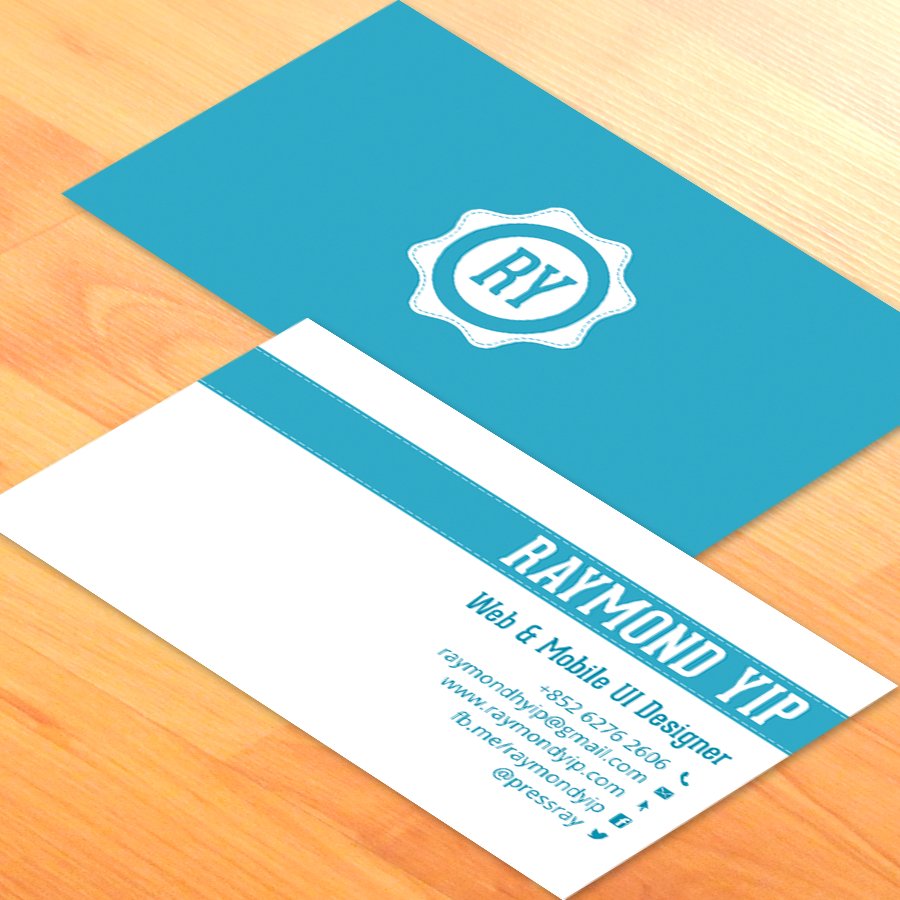 RY
RAYMOND YIP
Web & Mobile UI Designer
+852 6276 2606
raymondhyip@gmail.com
www.raymondyip.com
fb.me/raymondyip
@pressray